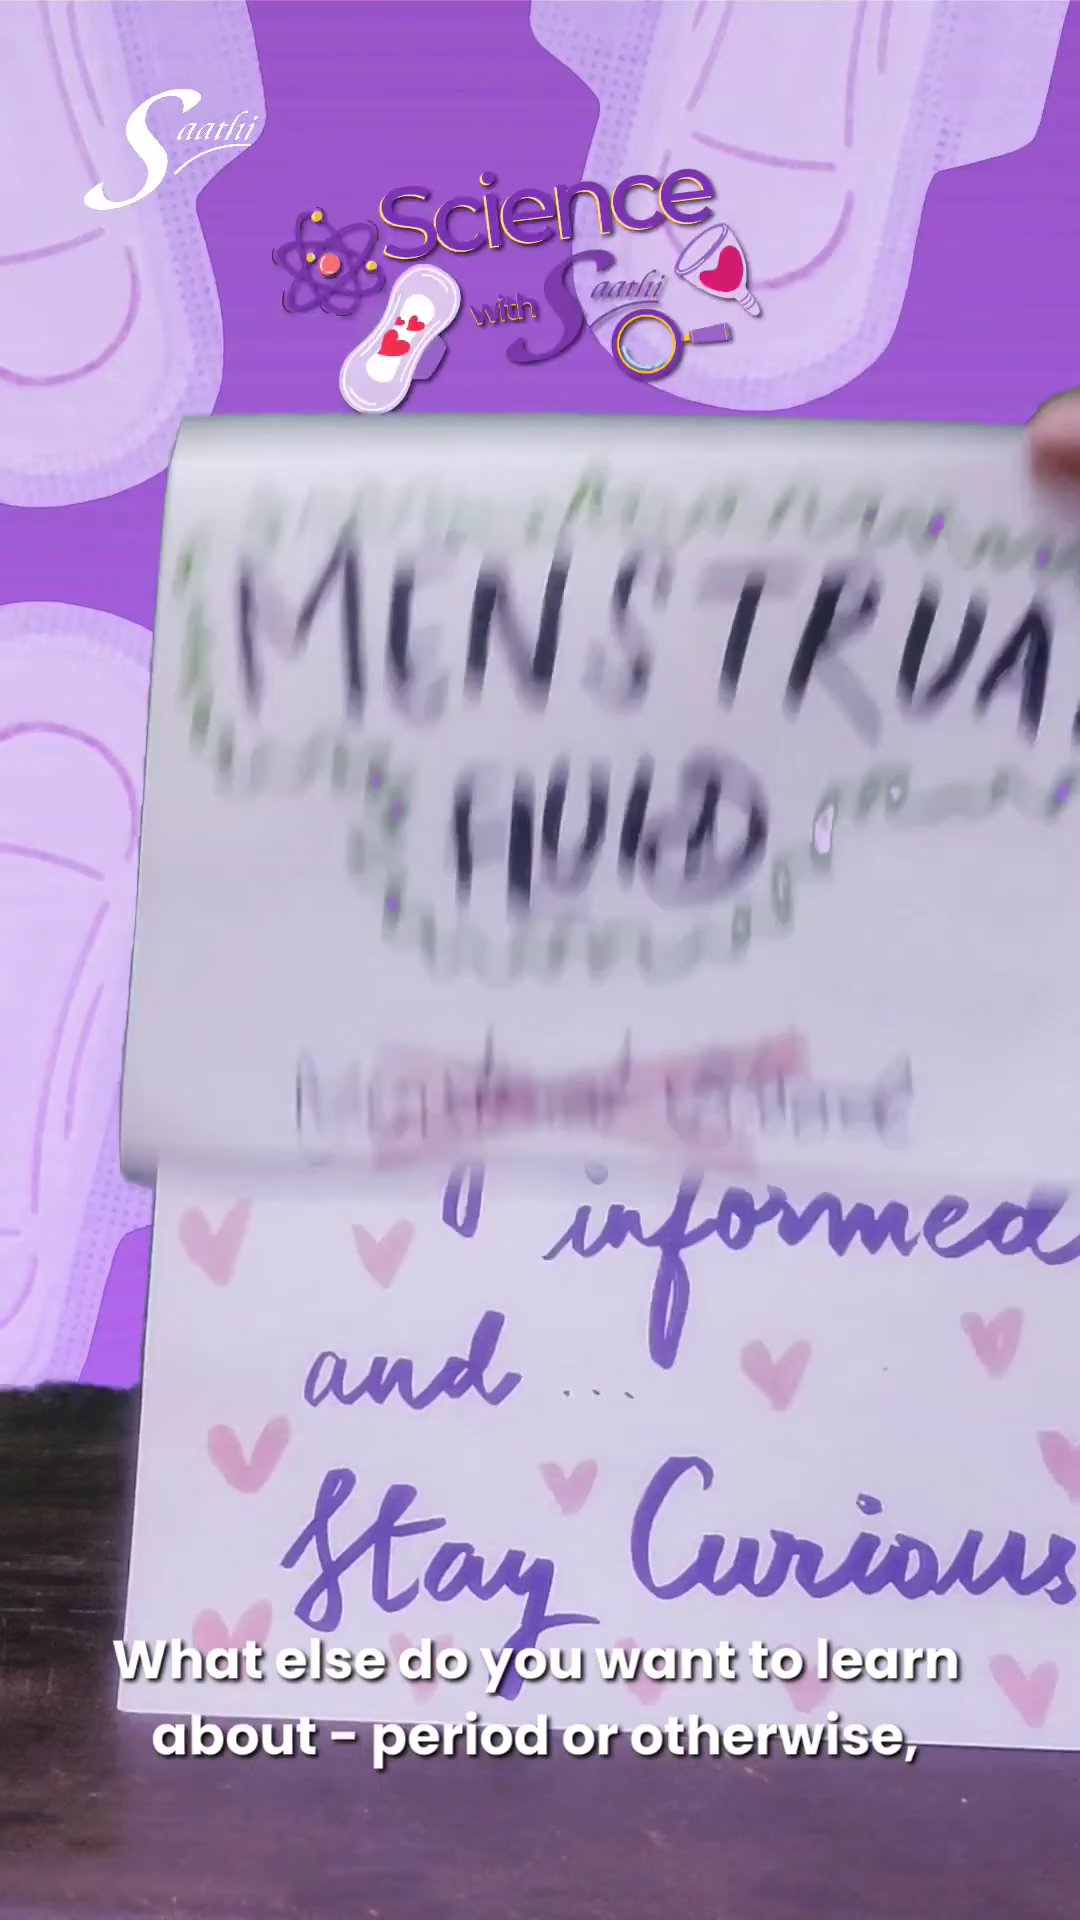 Saathi
Science
with Saathi
MENSTRUA
FLUID
informed
and ...
Stay Curious
What else do you want to learn
about - period or otherwise,